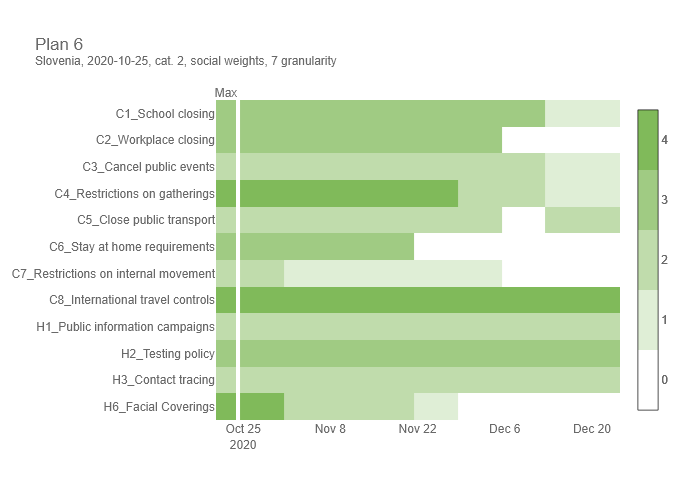 Plan 6
Slovenia, 2020-10-25, cat. 2, social weights, 7 granularity
Max
C1_School closing
C2_Workplace closing
C3_Cancel public events
C4_Restrictions on gatherings
C5_Close public transport
C6_Stay at home requirements
C7_Restrictions on internal movement
C8_International travel controls
H1_Public information campaigns
H2_Testing policy
H3_Contact tracing
H6_Facial Coverings
4
3
2
1
0
Oct 25 Nov 8 Nov 22 Dec 6 Dec 20
2020